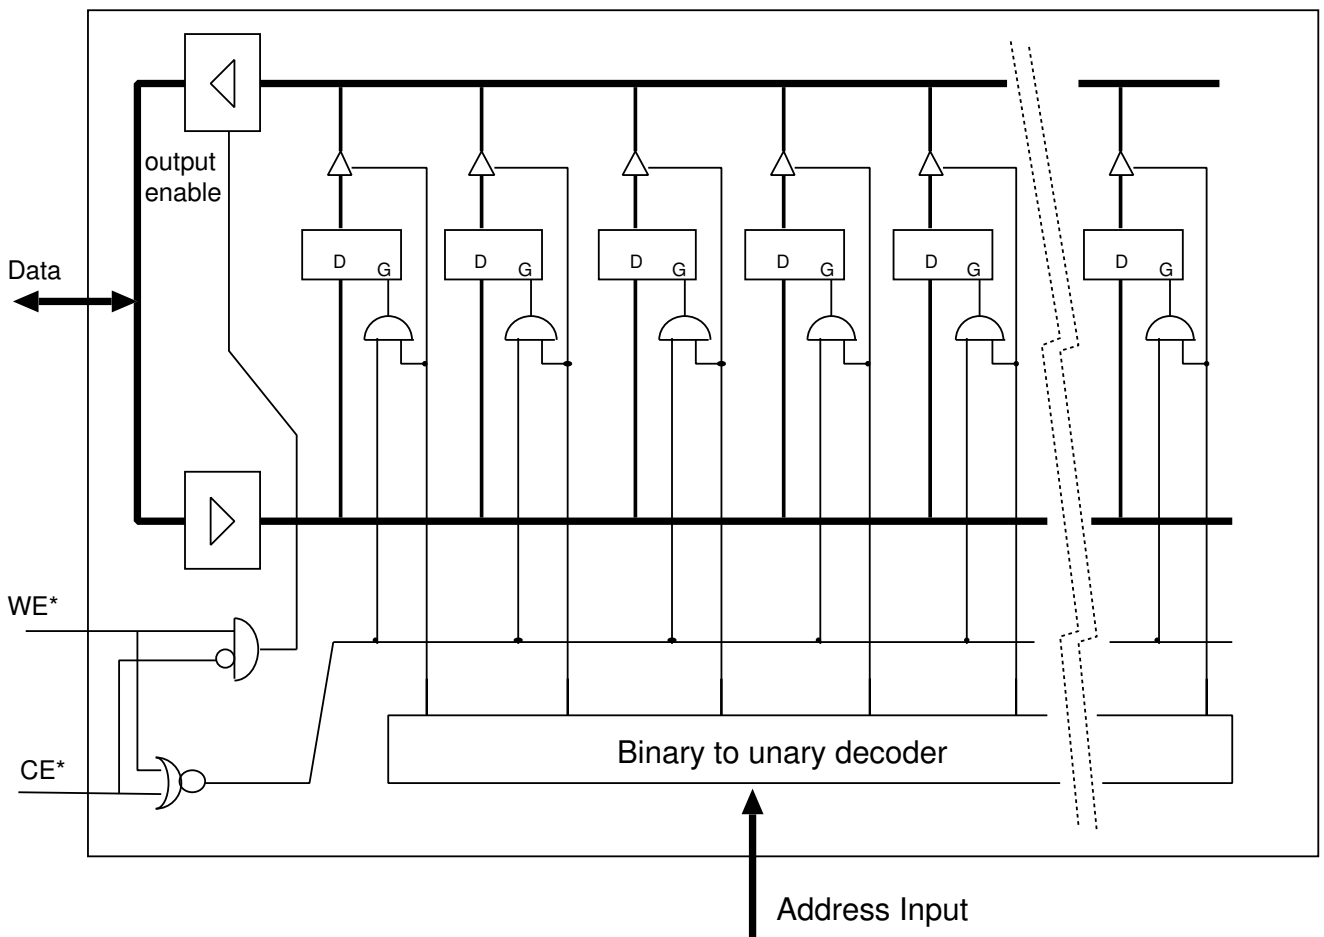 output
enable
Data
D G D G D G D G D G D G
WE*
CE*
Binary to unary decoder
Address Input